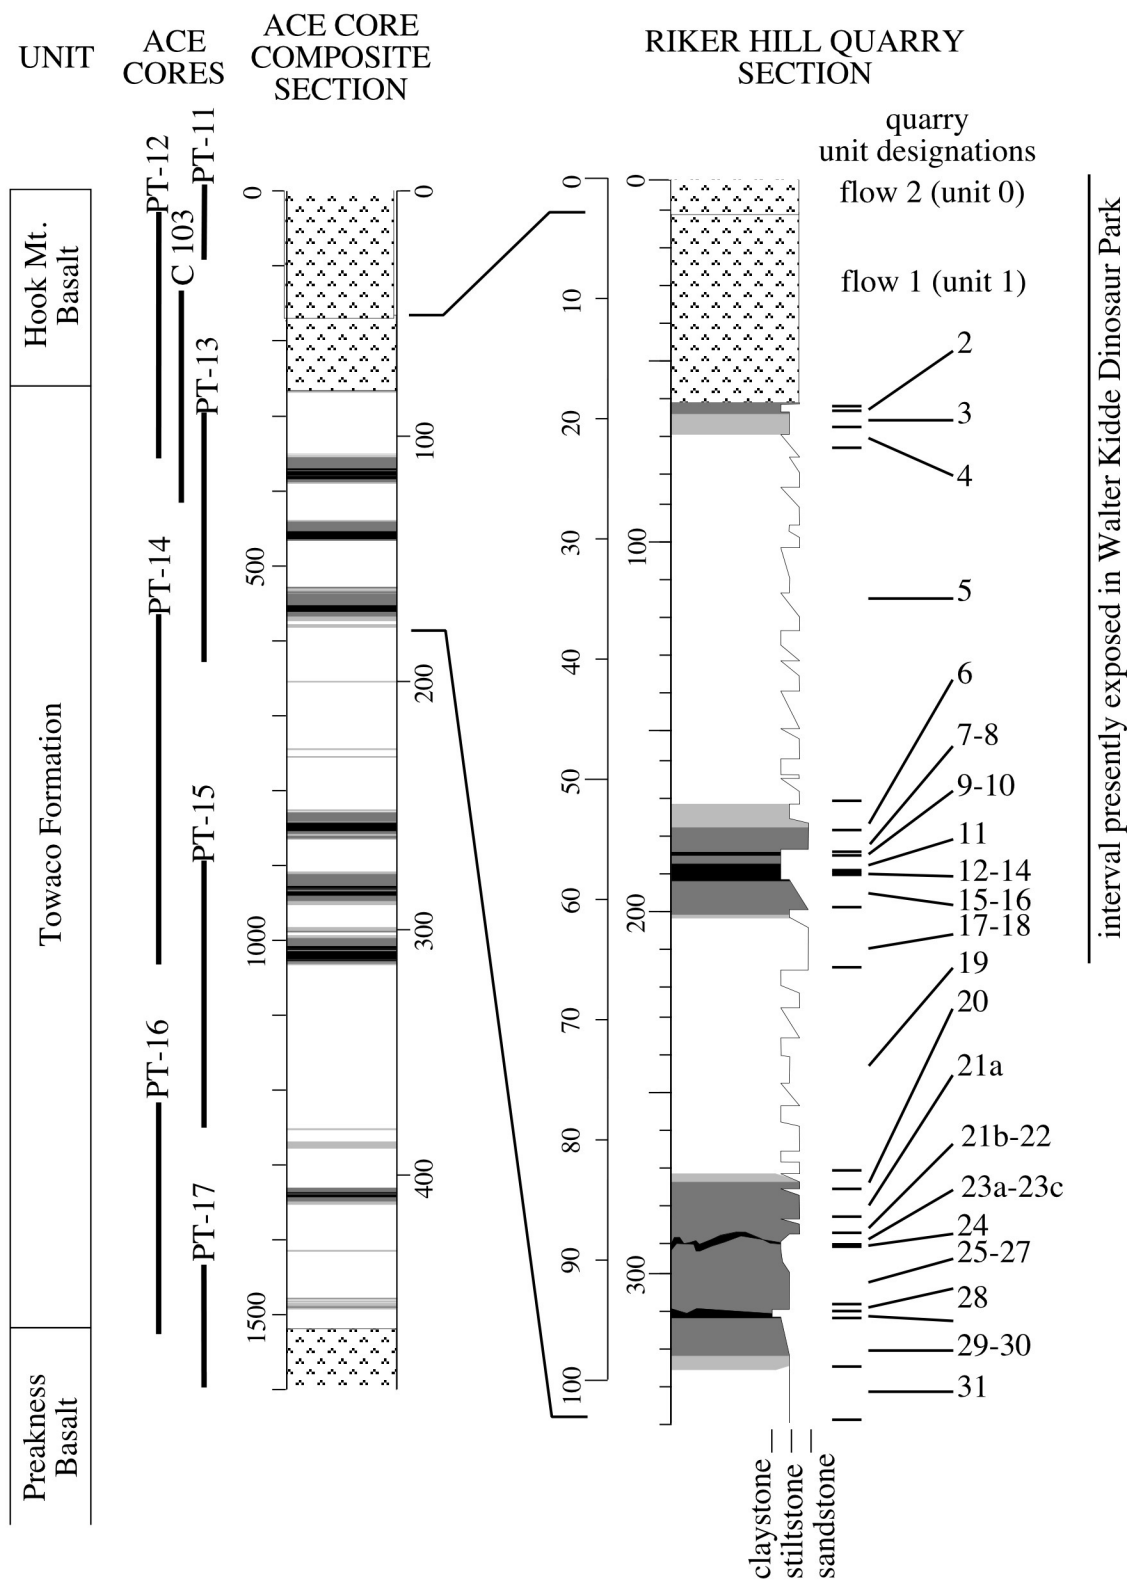 UNIT
ACE
CORES
ACE CORE
COMPOSITE
SECTION
RIKER HILL QUARRY
SECTION
quarry
unit designations
Hook Mt.
Basalt
Towaco Formation
Preakness
Basalt
PT-12
PT-11
C 103
PT-13
PT-14
PT-15
PT-16
PT-17
0
500
1000
1500
0
100
200
300
400
0
10
20
30
40
50
60
70
80
90
100
0
100
200
300
flow 2 (unit 0)
flow 1 (unit 1)
2
3
4
5
6
7-8
9-10
11
12-14
15-16
17-18
19
20
21a
21b-22
23a-23c
24
25-27
28
29-30
31
interval presently exposed in Walter Kidde Dinosaur Park
claystone
stiltstone
sandstone